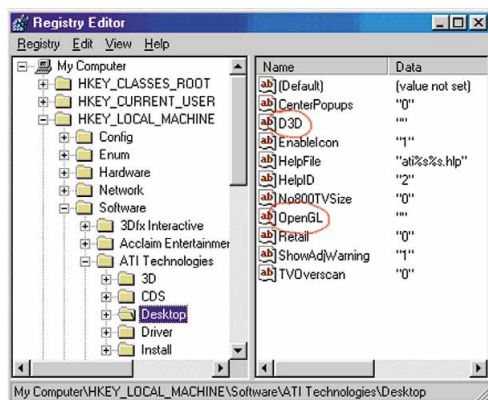 Registry Editor
Registry Edit View Help
My Computer
HKEY_CLASSES_ROOT
HKEY_CURRENT_USER
HKEY_LOCAL_MACHINE
Config
Enum
Hardware
Network
Software
3Dfx Interactive
Acclaim Entertainmer
ATI Technologies
3D
CDS
Desktop
Driver
Install
Name Data
(Default) (value not set)
CenterPopups "0"
D3D ""
EnableIcon "1"
HelpFile "ati%s%s.hlp"
HelpID "2"
No800TVSize "0"
OpenGL ""
Retail "0"
ShowAdjWarning "1"
TVOverscan "0"
My Computer\HKEY_LOCAL_MACHINE\Software\ATI Technologies\Desktop